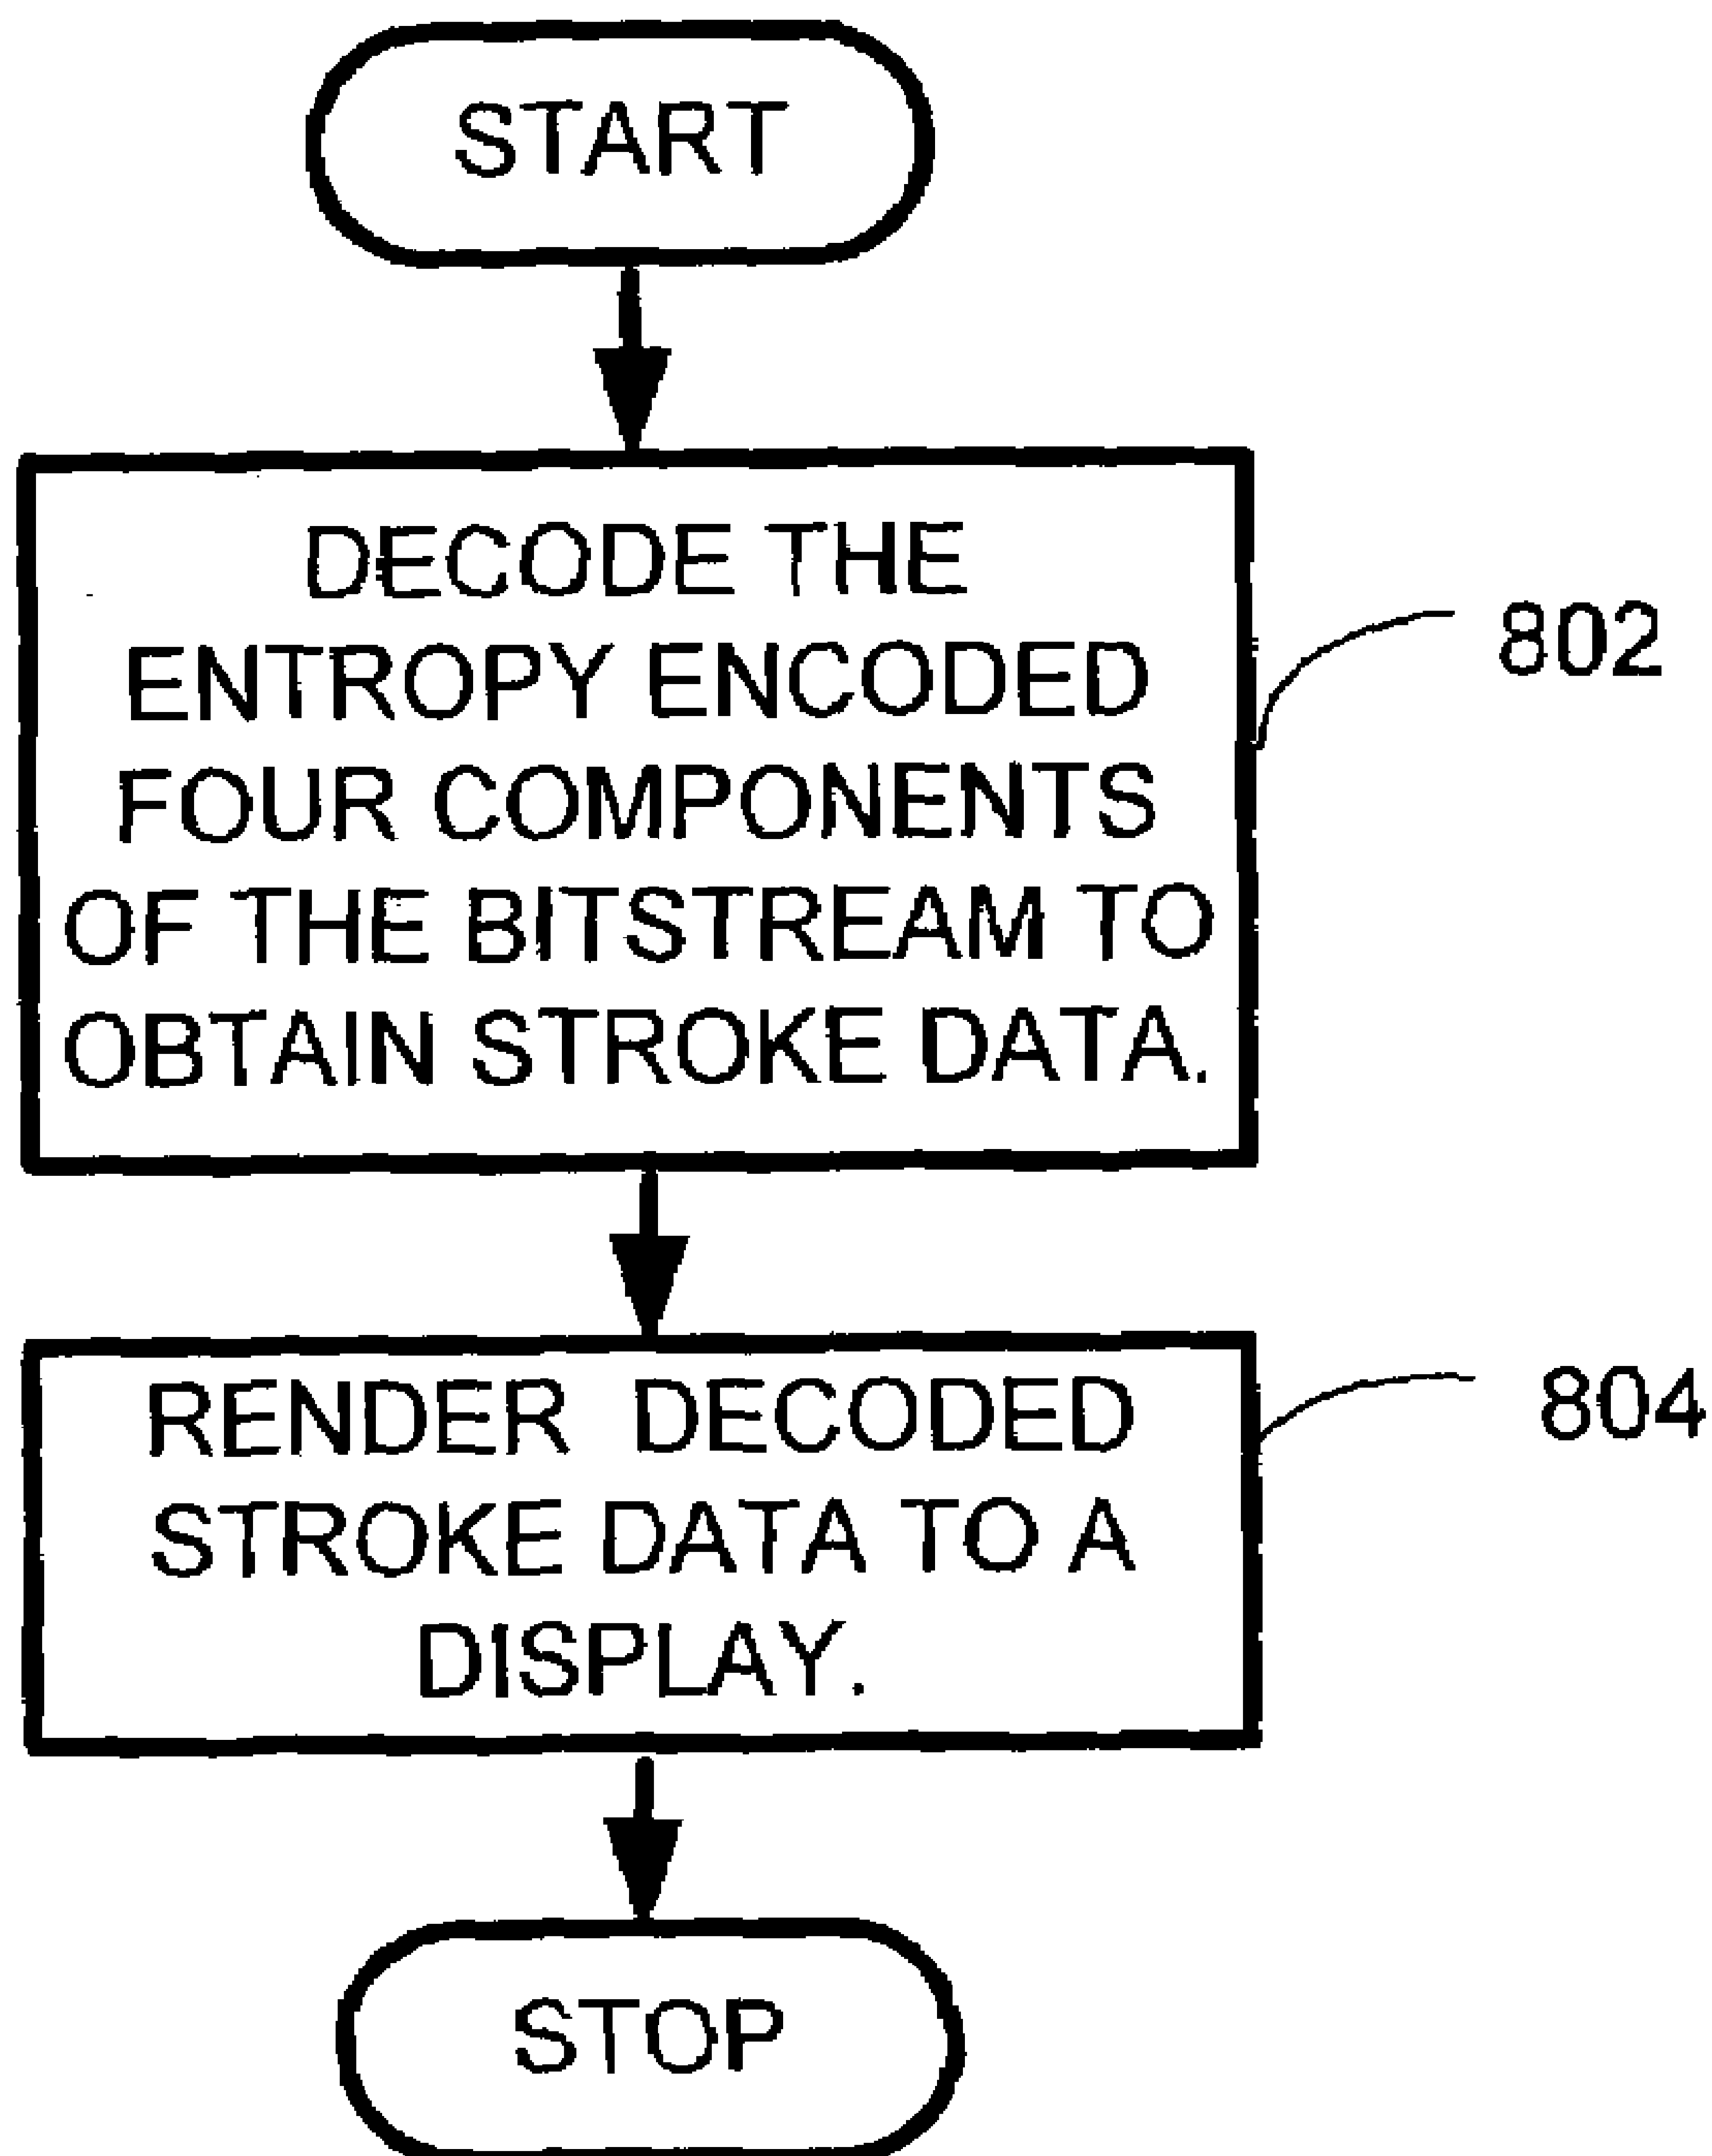 START
DECODE THE
ENTROPY ENCODED
FOUR COMPONENTS
OF THE BITSTREAM TO
OBTAIN STROKE DATA.
802
RENDER DECODED
STROKE DATA TO A
DISPLAY.
804
STOP